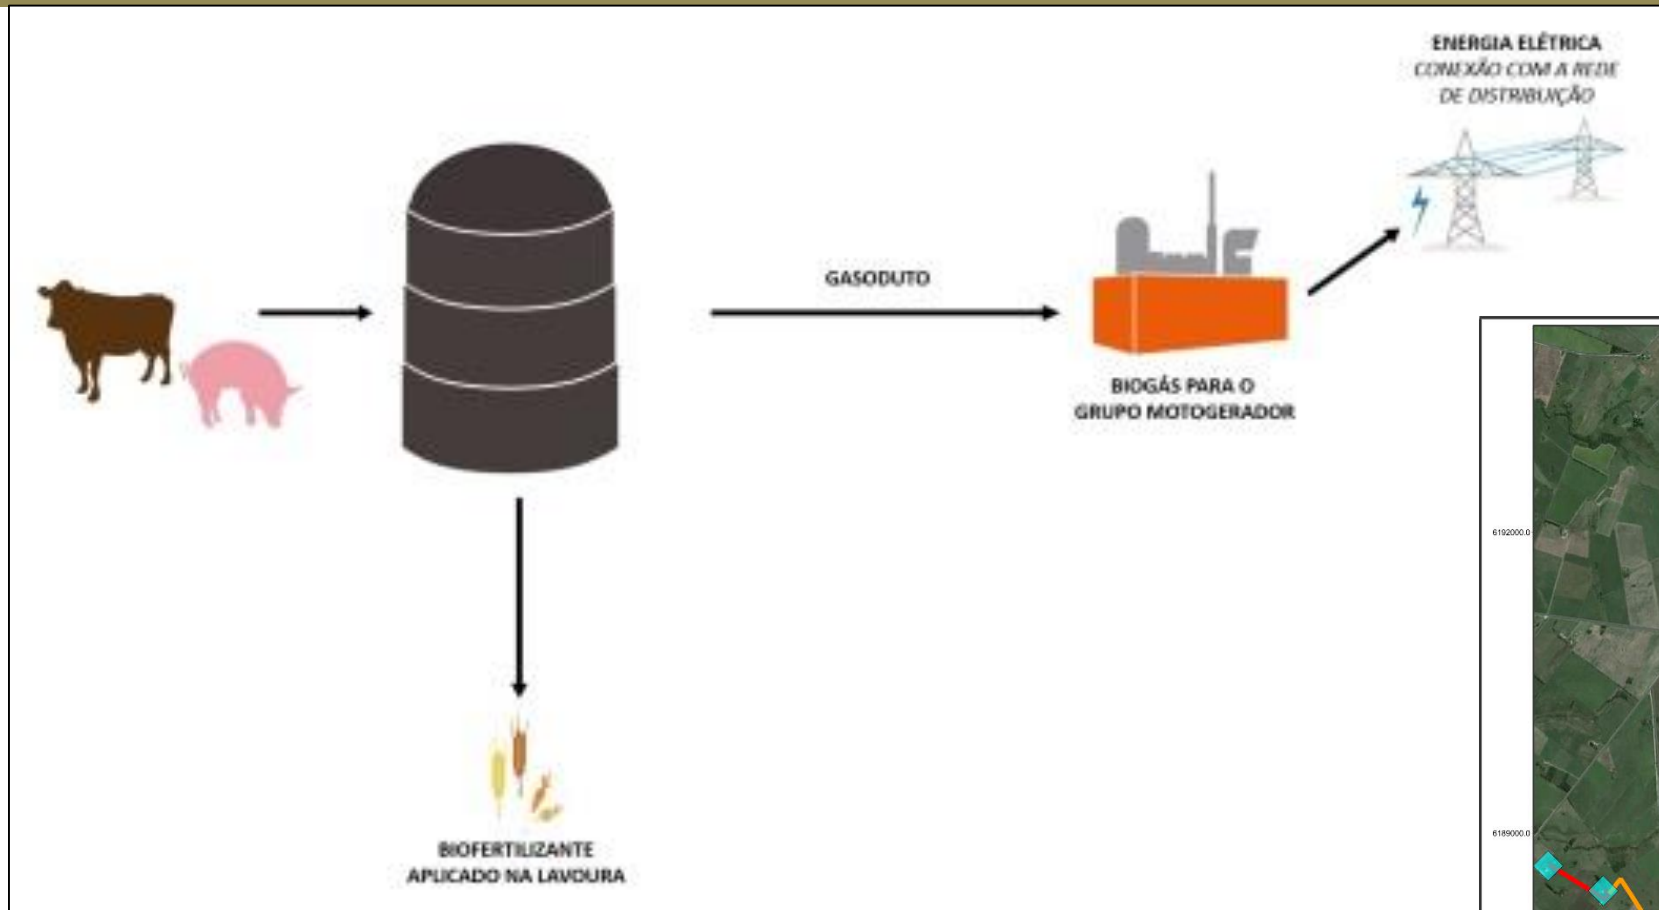 ENERGIA ELÉTRICA
CONEXÃO COM A REDE
DE DISTRIBUIÇÃO
GASODUTO
BIOGÁS PARA O
GRUPO MOTOGERADOR
6192000.0
6189000.0
BIOFERTILIZANTE
APLICADO NA LAVOURA